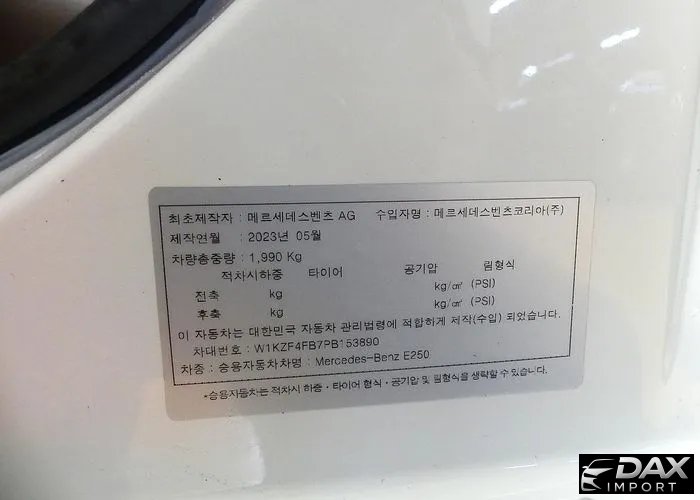 최초제작자 : 메르세데스벤츠 AG 수입자명 : 메르세데스벤츠코리아(주)
제작연월 : 2023년 05월
차량총중량 : 1,990 Kg
적차시하중 타이어 공기압 림형식
전축 kg kg/㎠ (PSI)
후축 kg kg/㎠ (PSI)
이 자동차는 대한민국 자동차 관리법령에 적합하게 제작(수입) 되었습니다.
차대번호 : W1KZF4FB7PB153890
차종 : 승용자동차차명 : Mercedes-Benz E250
*승용자동차는 적차시 하중・타이어 형식・공기압 및 림형식을 생략할 수 있습니다.
DAX
IMPORT